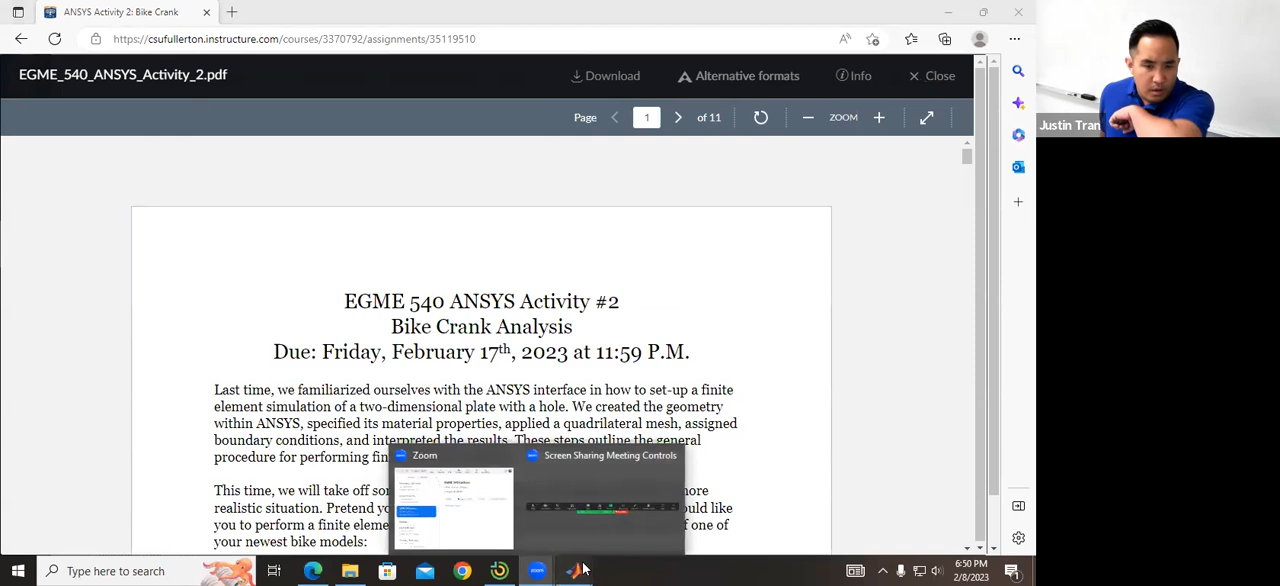 ANSYS Activity 2: Bike Crank
https://csufullerton.instructure.com/courses/3370792/assignments/35119510
EGME_540_ANSYS_Activity_2.pdf
Download
Alternative formats
Info
Close
Page
1
of 11
ZOOM
Justin Tran
EGME 540 ANSYS Activity #2
Bike Crank Analysis
Due: Friday, February 17th, 2023 at 11:59 P.M.
Last time, we familiarized ourselves with the ANSYS interface in how to set-up a finite
element simulation of a two-dimensional plate with a hole. We created the geometry
within ANSYS, specified its material properties, applied a quadrilateral mesh, assigned
boundary conditions, and interpreted the results. These steps outline the general
procedure for performing
This time, we will take off
more
realistic situation. Pretend
would like
you to perform a finite
of one of
your newest bike models:
Zoom
Screen Sharing Meeting Controls
Type here to search
zoom
6:50 PM
2/8/2023
1